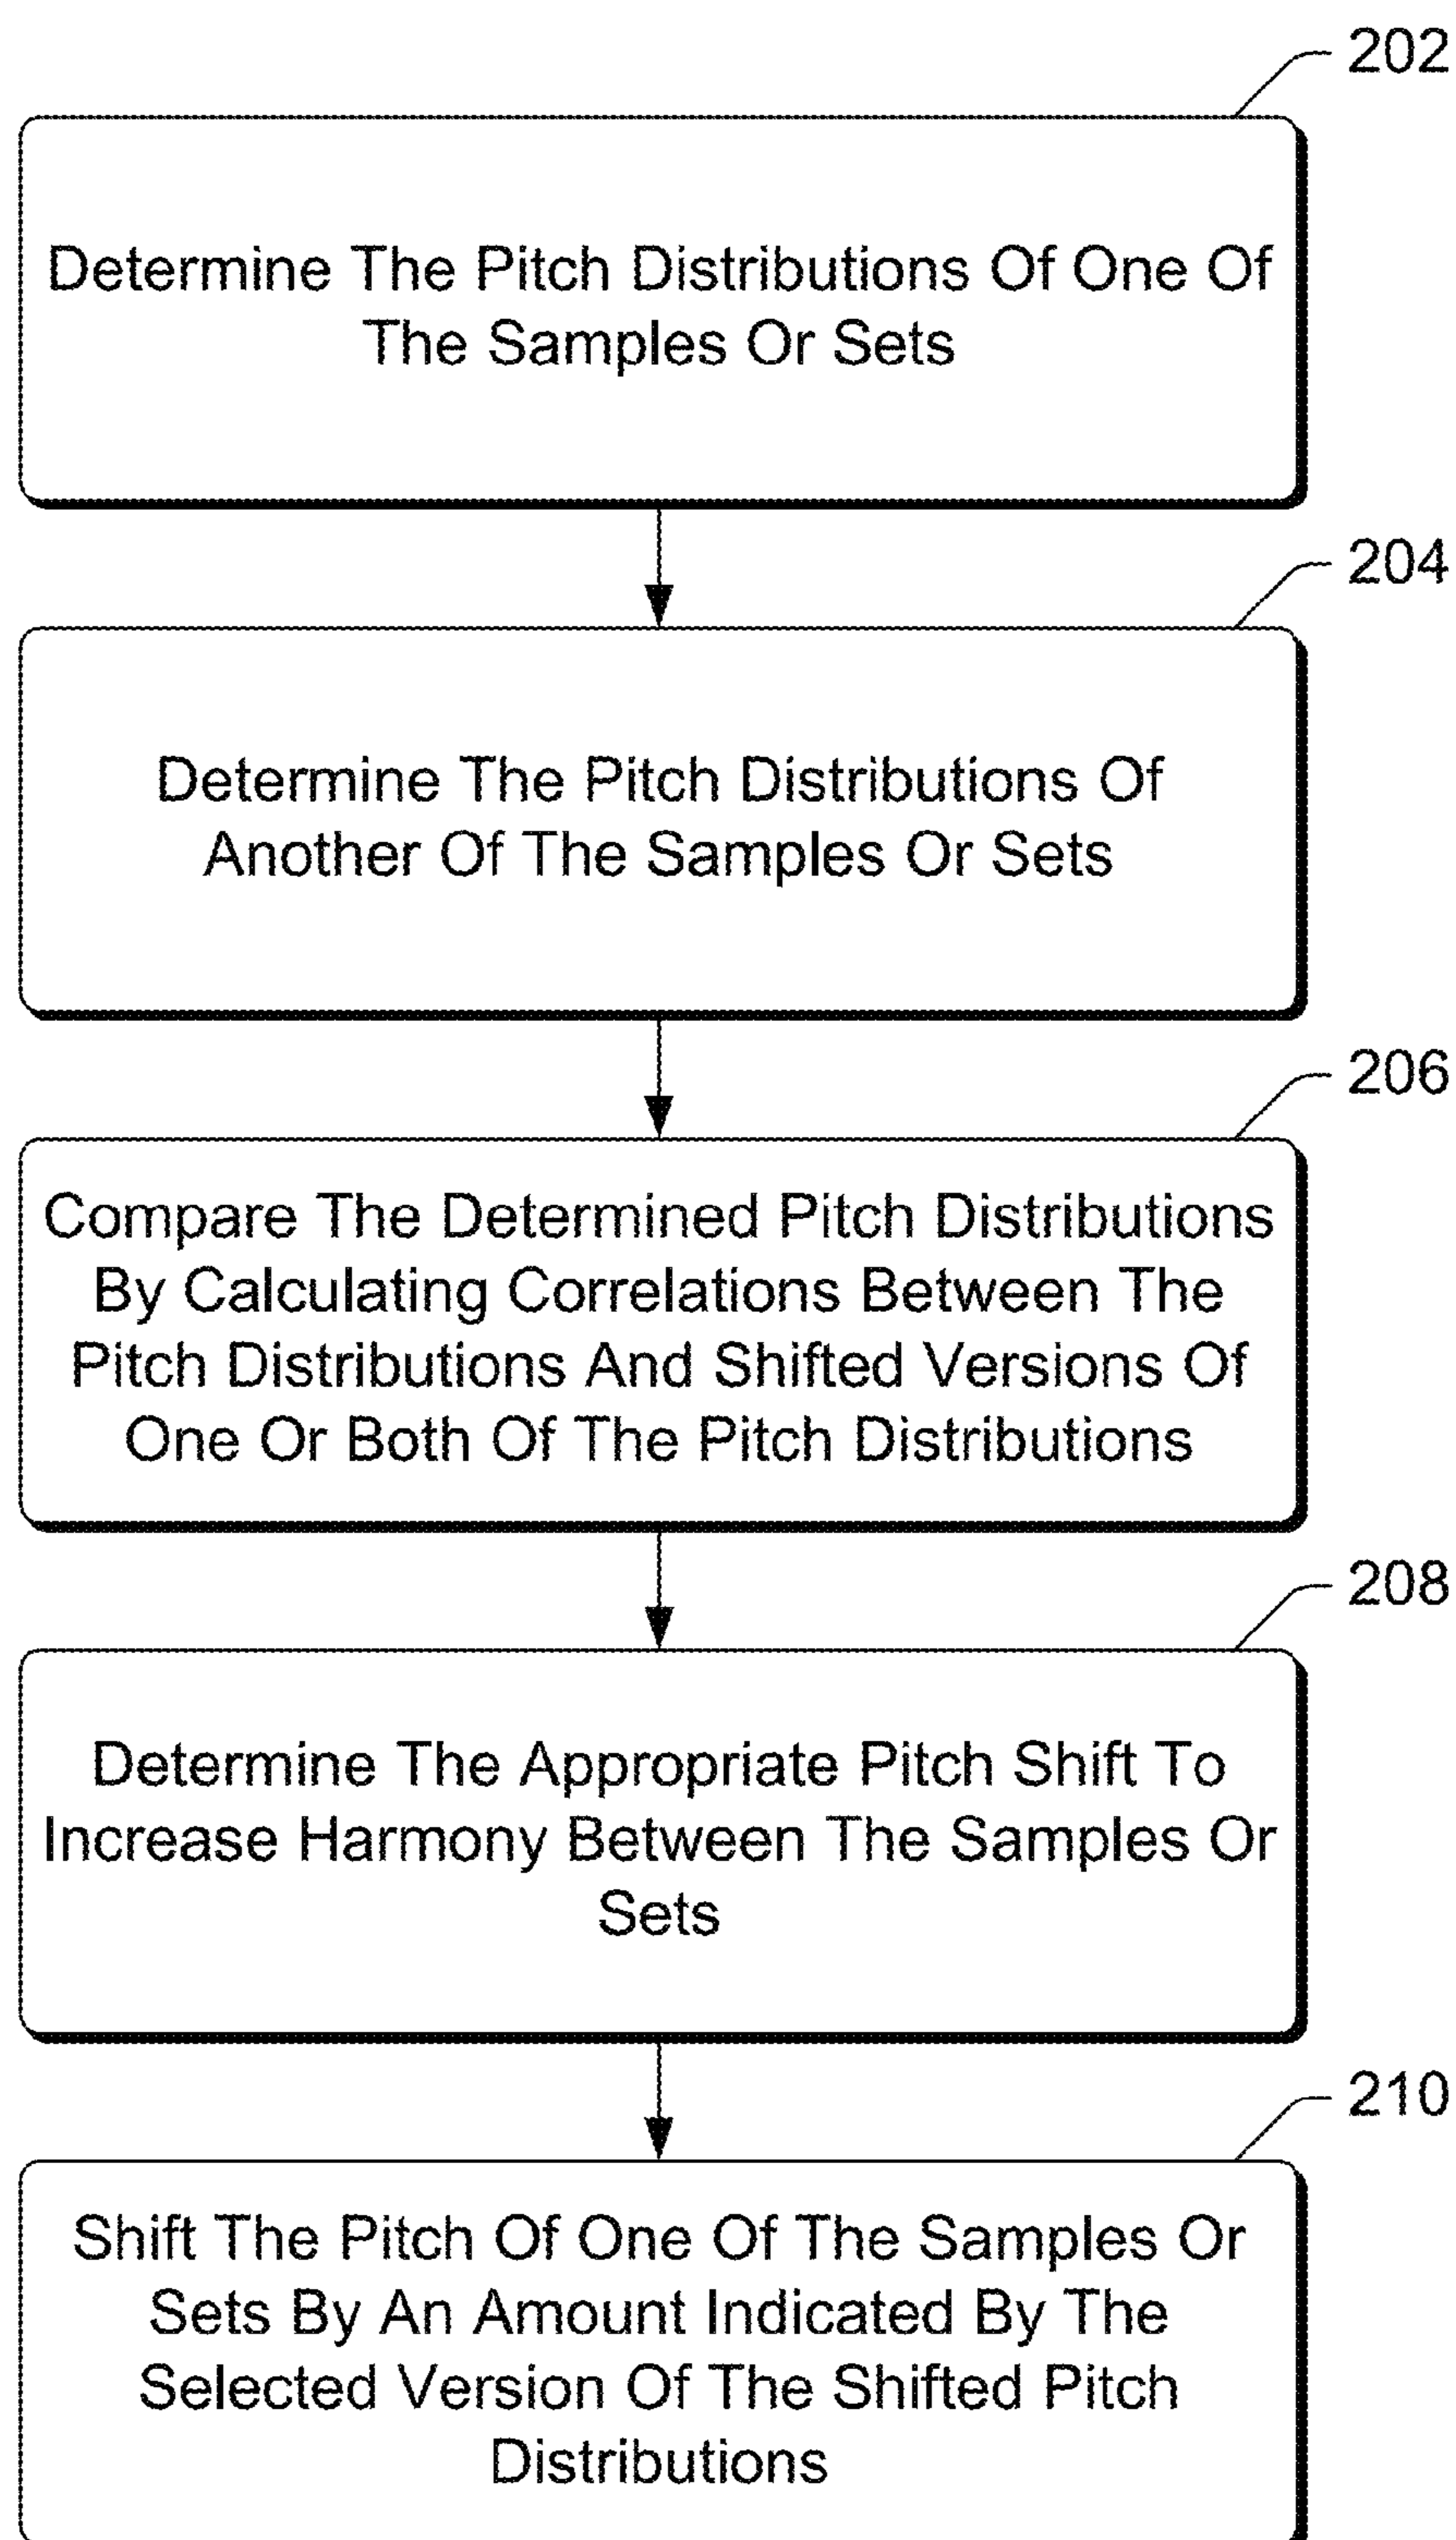 202
Determine The Pitch Distributions Of One Of
The Samples Or Sets
204
Determine The Pitch Distributions Of
Another Of The Samples Or Sets
206
Compare The Determined Pitch Distributions
By Calculating Correlations Between The
Pitch Distributions And Shifted Versions Of
One Or Both Of The Pitch Distributions
208
Determine The Appropriate Pitch Shift To
Increase Harmony Between The Samples Or
Sets
210
Shift The Pitch Of One Of The Samples Or
Sets By An Amount Indicated By The
Selected Version Of The Shifted Pitch
Distributions